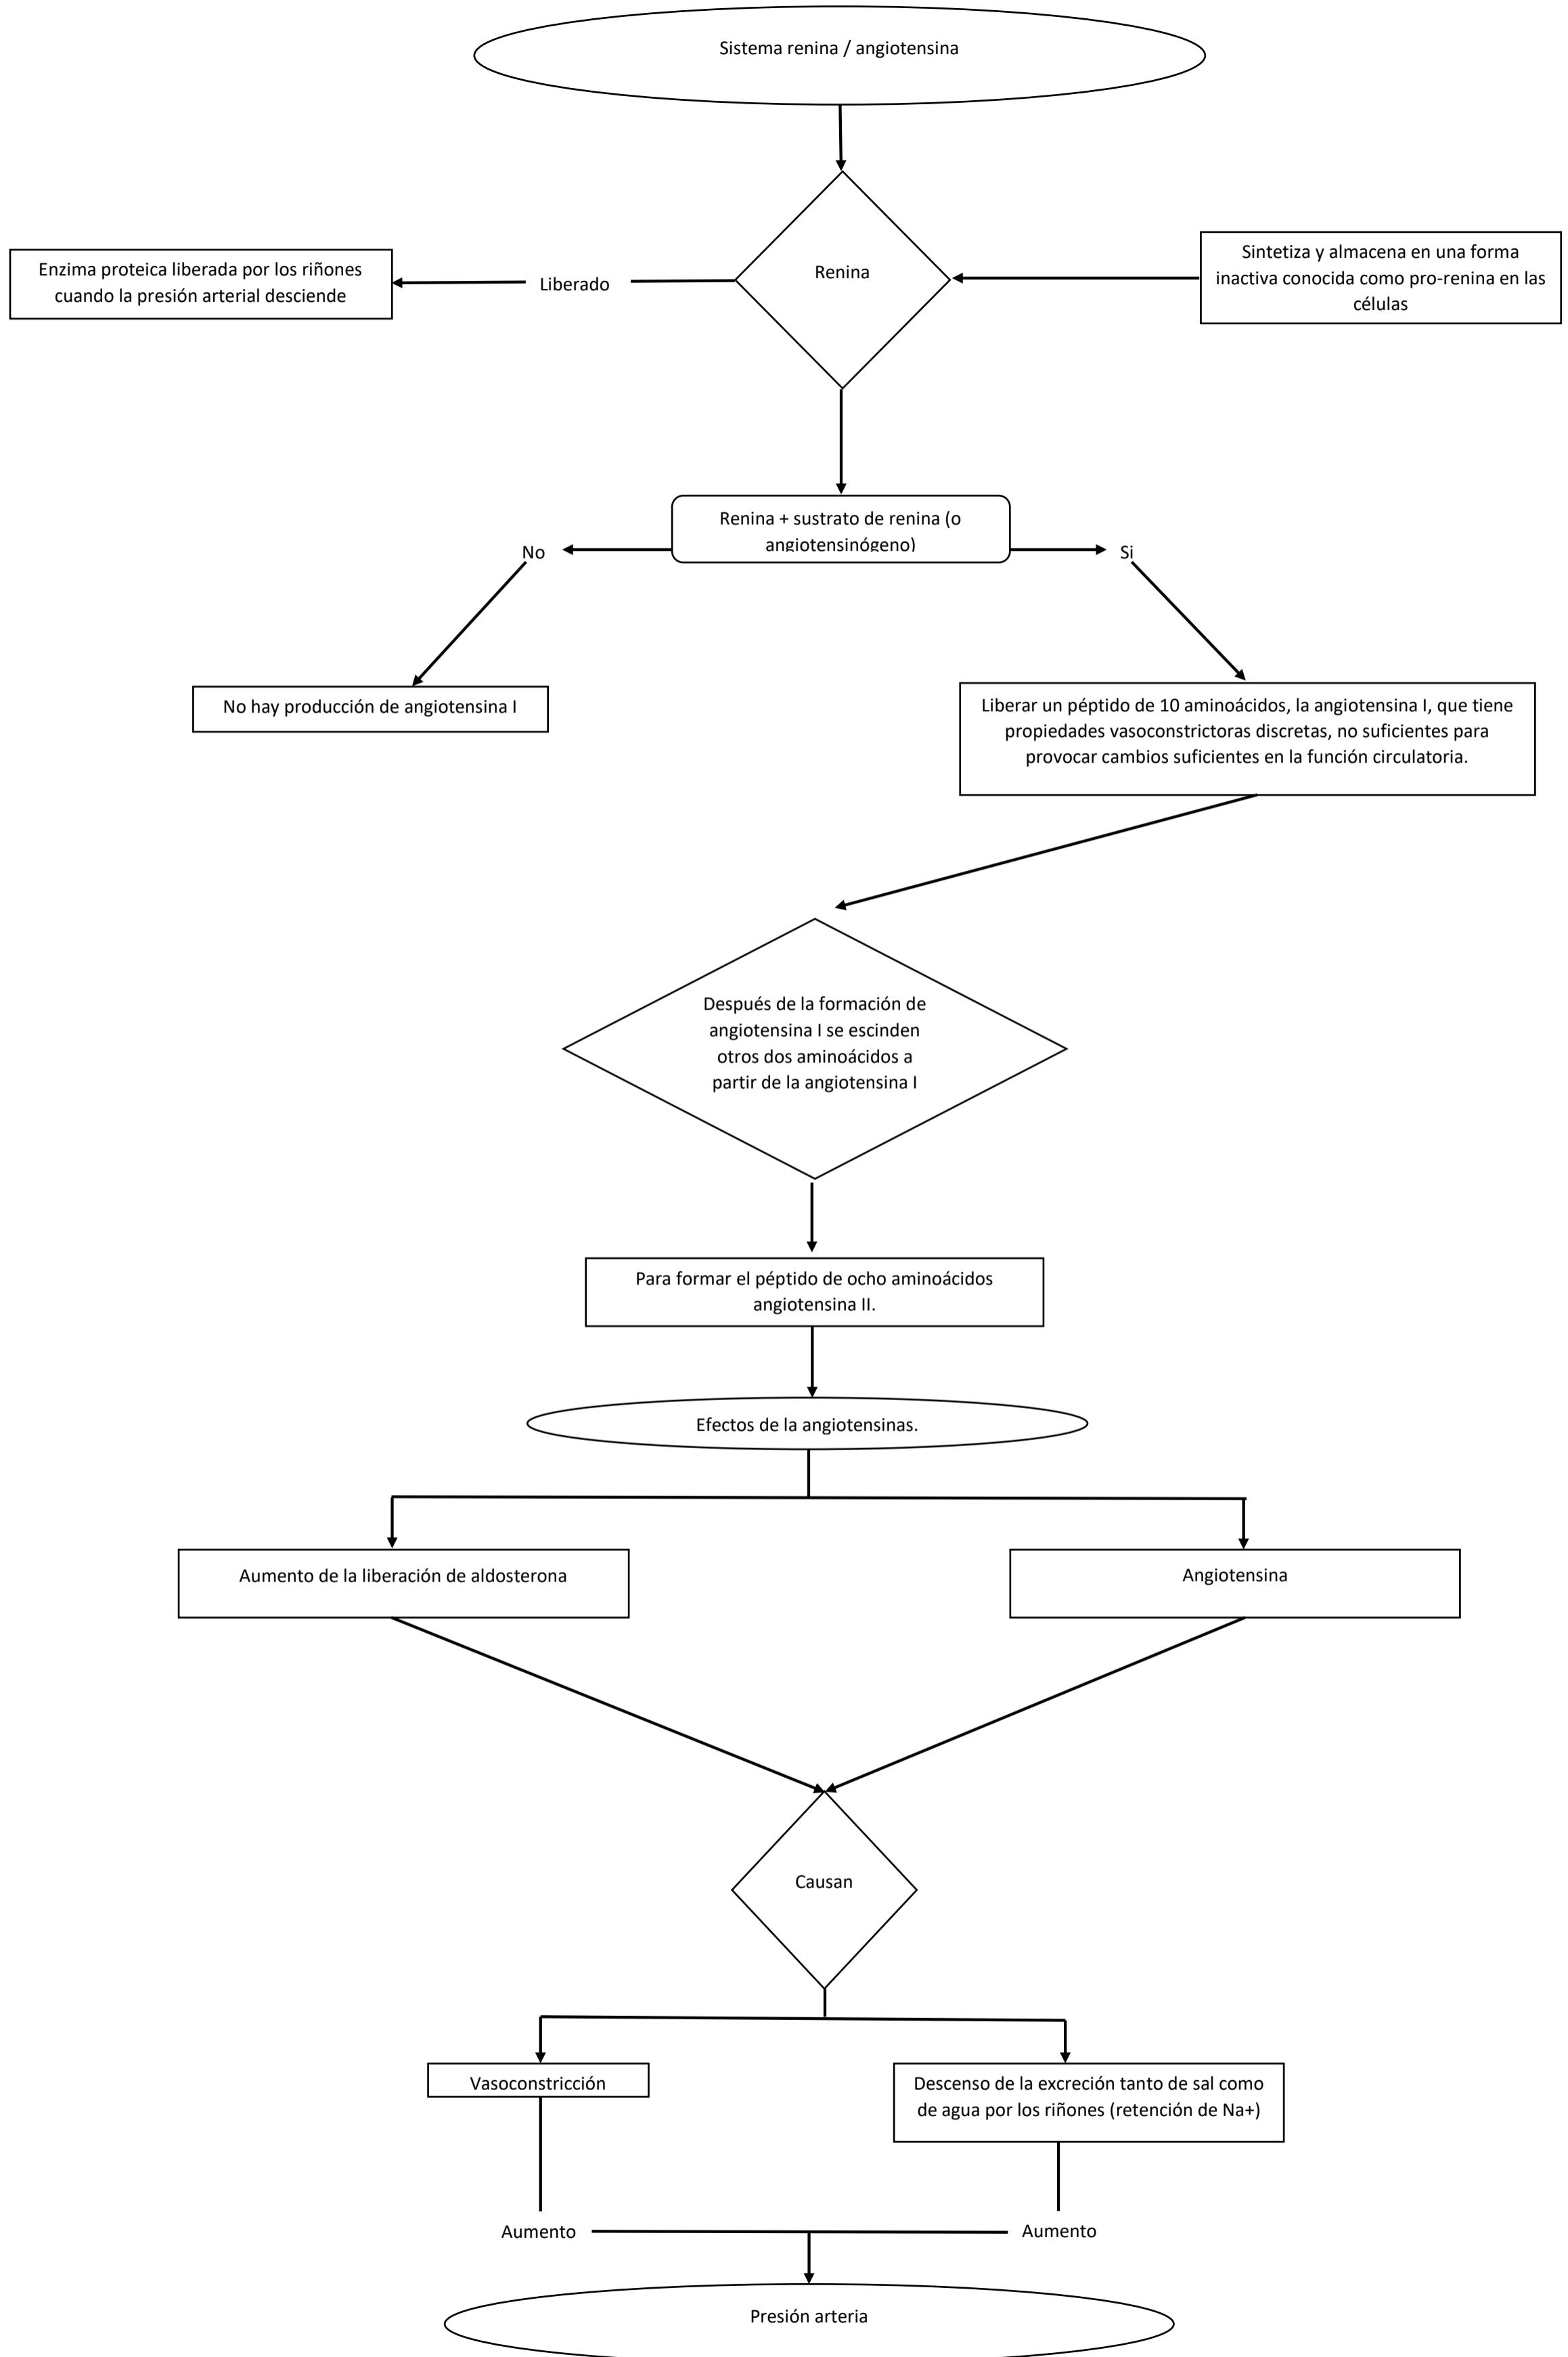 Sistema renina / angiotensina
Enzima proteica liberada por los riñones
cuando la presión arterial desciende
Liberado
Renina
Sintetiza y almacena en una forma
inactiva conocida como pro-renina en las
células
Renina + sustrato de renina (o
angiotensinógeno)
No
Si
No hay producción de angiotensina I
Liberar un péptido de 10 aminoácidos, la angiotensina I, que tiene
propiedades vasoconstrictoras discretas, no suficientes para
provocar cambios suficientes en la función circulatoria.
Después de la formación de
angiotensina I se escinden
otros dos aminoácidos a
partir de la angiotensina I
Para formar el péptido de ocho aminoácidos
angiotensina II.
Efectos de la angiotensinas.
Aumento de la liberación de aldosterona
Angiotensina
Causan
Vasoconstricción
Descenso de la excreción tanto de sal como
de agua por los riñones (retención de Na+)
Aumento
Aumento
Presión arteria